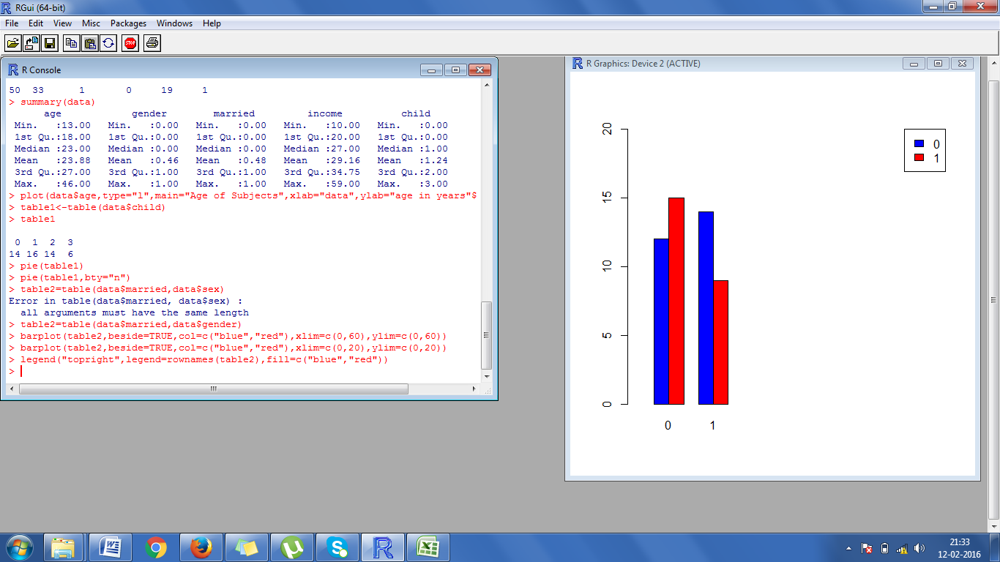 RGui (64-bit)
File Edit View Misc Packages Windows Help
STOP
R Console
50 33 1 0 19 1
> summary(data)
age gender married income child
Min. :13.00 Min. :0.00 Min. :0.00 Min. :10.00 Min. :0.00
1st Qu.:18.00 1st Qu.:0.00 1st Qu.:0.00 1st Qu.:20.00 1st Qu.:0.00
Median :23.00 Median :0.00 Median :0.00 Median :27.00 Median :1.00
Mean :23.88 Mean :0.46 Mean :0.48 Mean :29.16 Mean :1.24
3rd Qu.:27.00 3rd Qu.:1.00 3rd Qu.:1.00 3rd Qu.:34.75 3rd Qu.:2.00
Max. :46.00 Max. :1.00 Max. :1.00 Max. :59.00 Max. :3.00
> plot(data$age,type="l",main="Age of Subjects",xlab="data",ylab="age in years"$
> table1<-table(data$child)
> table1
0 1 2 3
14 16 14 6
> pie(table1)
> pie(table1,bty="n")
> table2=table(data$married,data$sex)
Error in table(data$married, data$sex) :
all arguments must have the same length
> table2=table(data$married,data$gender)
> barplot(table2,beside=TRUE,col=c("blue","red"),xlim=c(0,60),ylim=c(0,60))
> barplot(table2,beside=TRUE,col=c("blue","red"),xlim=c(0,20),ylim=c(0,20))
> legend("topright",legend=rownames(table2),fill=c("blue","red"))
>
R Graphics: Device 2 (ACTIVE)
20
15
10
5
0
0
1
0 1
21:33
12-02-2016